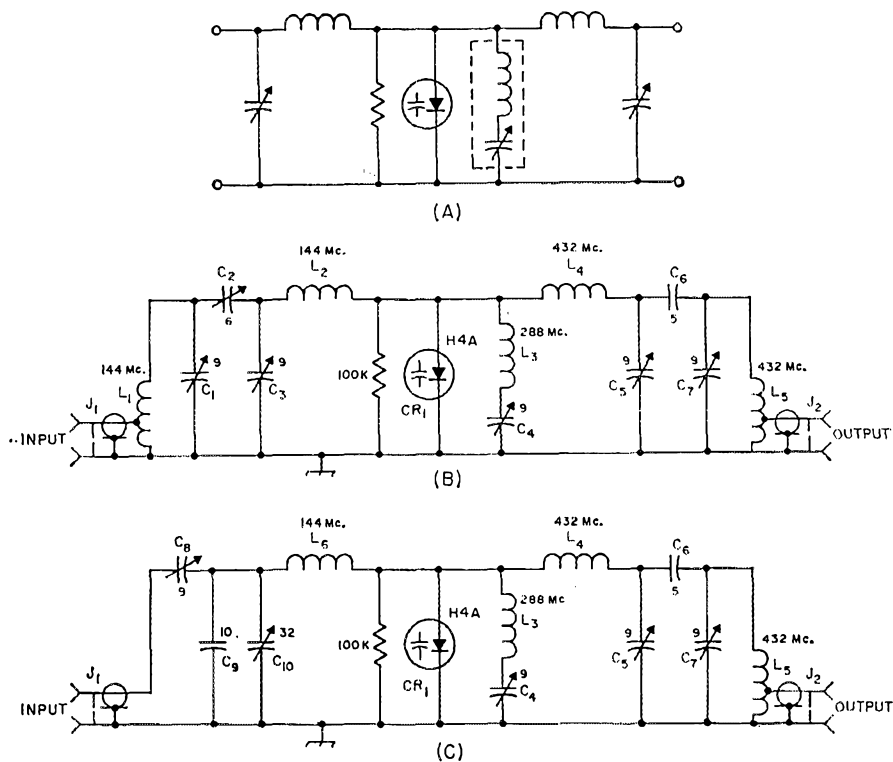 (A)
144 Mc.
L2
432 Mc.
L4
C2
6
C6
5
144 Mc.
L1
J1
9
C1
9
C3
100K
H4A
CR1
288 Mc.
L3
9
C4
9
C5
9
C7
432 Mc.
L5
J2
INPUT
OUTPUT
(B)
144 Mc.
L6
432 Mc.
L4
C8
9
C6
5
10
C9
32
C10
100K
H4A
CR1
288 Mc
L3
9
C4
9
C5
9
C7
432 Mc.
L5
J1
J2
INPUT
OUTPUT
(C)